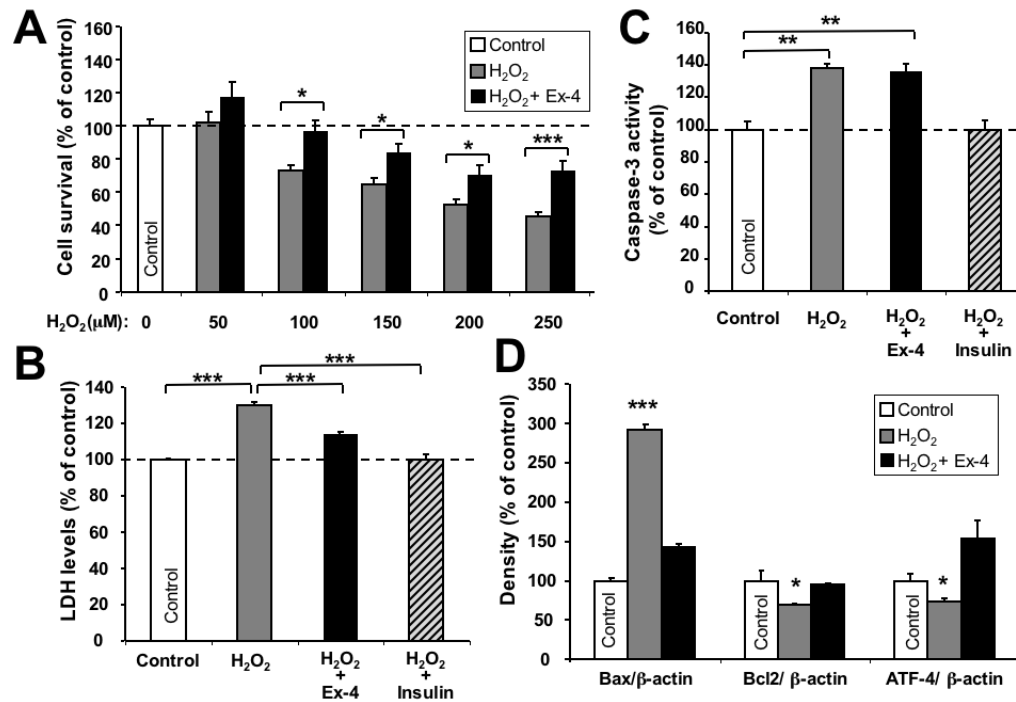 A
Cell survival (% of control)
160
140
120
100
80
60
40
20
0
Control
H₂O₂
H₂O₂+ Ex-4
*
*
*
***
Control
H₂O₂(μM): 0 50 100 150 200 250
B
LDH levels (% of control)
140
120
100
80
60
40
20
0
***
***
***
Control
Control
H₂O₂
H₂O₂
+
Ex-4
H₂O₂
+
Insulin
C
Caspase-3 activity
(% of control)
160
140
120
100
80
60
40
20
0
**
**
Control
Control
H₂O₂
H₂O₂
+
Ex-4
H₂O₂
+
Insulin
D
Density (% of control)
350
300
250
200
150
100
50
0
Control
H₂O₂
H₂O₂+ Ex-4
***
*
*
Control
Control
Control
Bax/β-actin
Bcl2/ β-actin
ATF-4/ β-actin